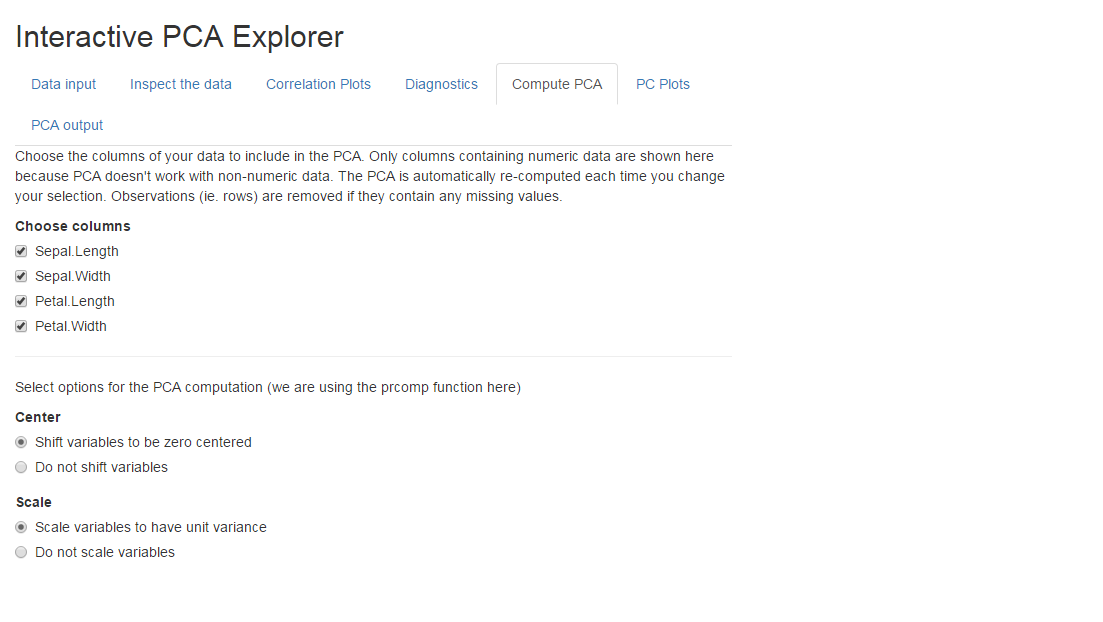 Interactive PCA Explorer
Data input Inspect the data Correlation Plots Diagnostics Compute PCA PC Plots
PCA output
Choose the columns of your data to include in the PCA. Only columns containing numeric data are shown here
because PCA doesn't work with non-numeric data. The PCA is automatically re-computed each time you change
your selection. Observations (ie. rows) are removed if they contain any missing values.
Choose columns
Sepal.Length
Sepal.Width
Petal.Length
Petal.Width
Select options for the PCA computation (we are using the prcomp function here)
Center
Shift variables to be zero centered
Do not shift variables
Scale
Scale variables to have unit variance
Do not scale variables